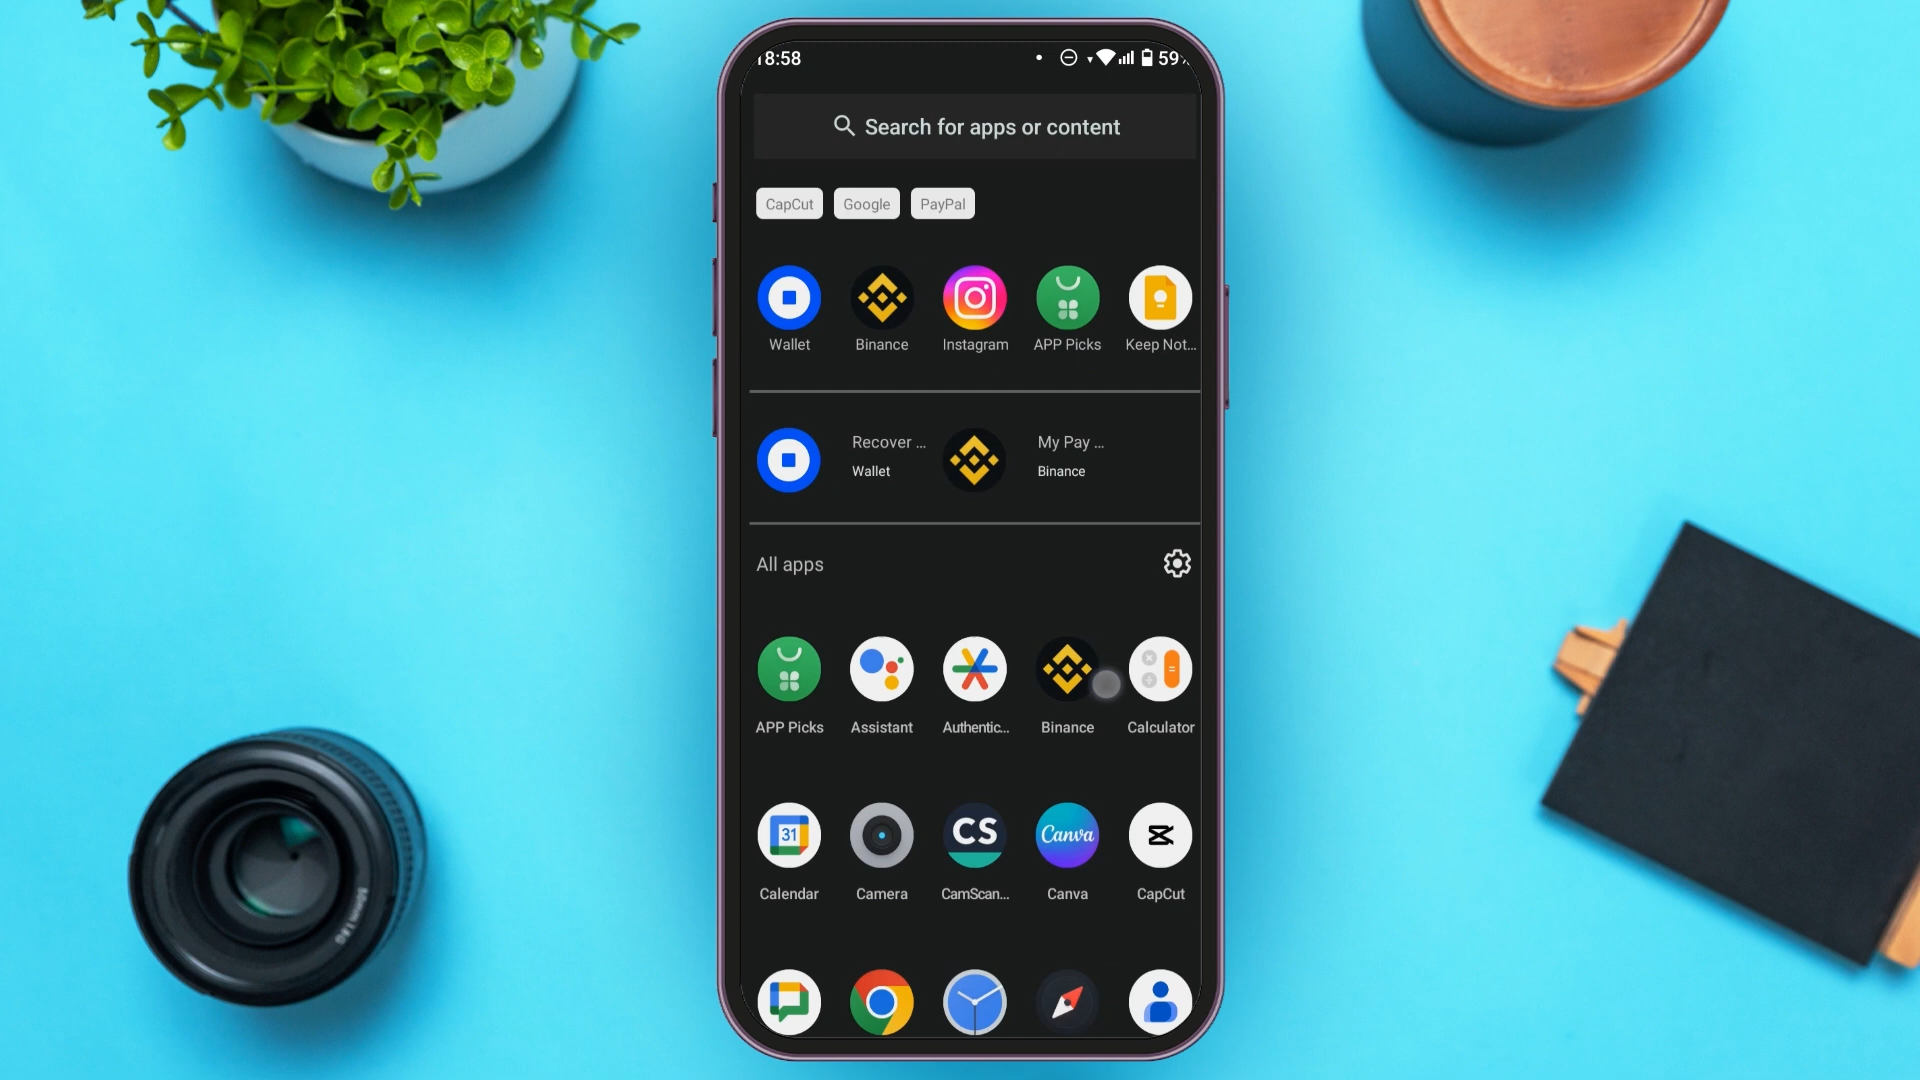 18:58
59
Search for apps or content
CapCut Google PayPal
Wallet Binance Instagram APP Picks Keep Not...
Recover ... My Pay ...
Wallet Binance
All apps
APP Picks Assistant Authentic... Binance Calculator
31 CS Canva
Calendar Camera CamScan... Canva CapCut